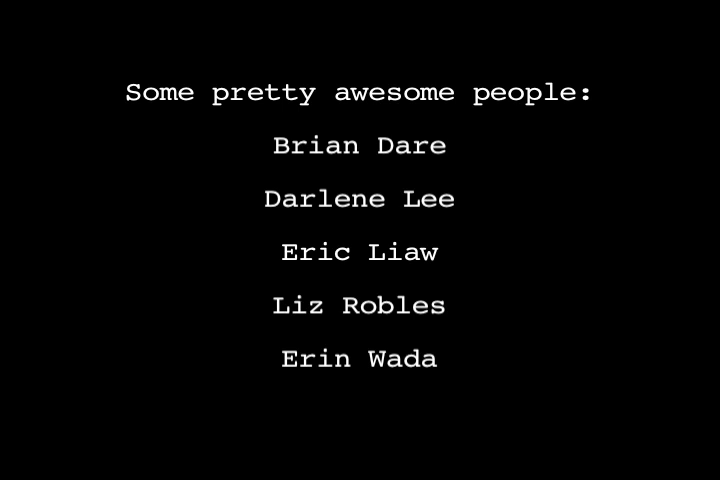 Some pretty awesome people:
Brian Dare
Darlene Lee
Eric Liaw
Liz Robles
Erin Wada